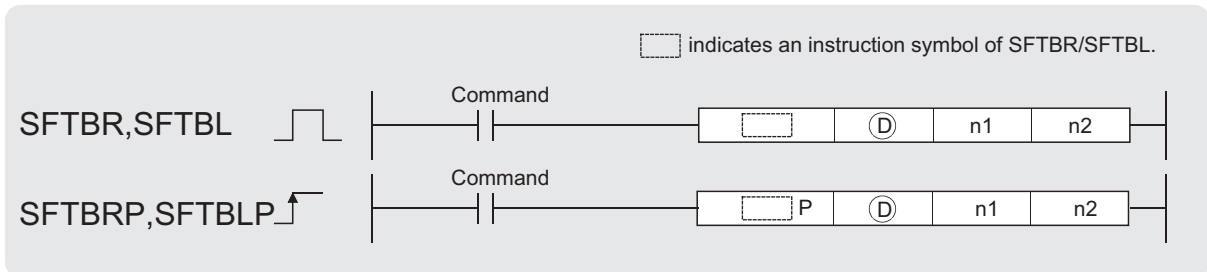 indicates an instruction symbol of SFTBR/SFTBL.
Command
SFTBR,SFTBL D n1 n2
Command
SFTBRP,SFTBLP P D n1 n2